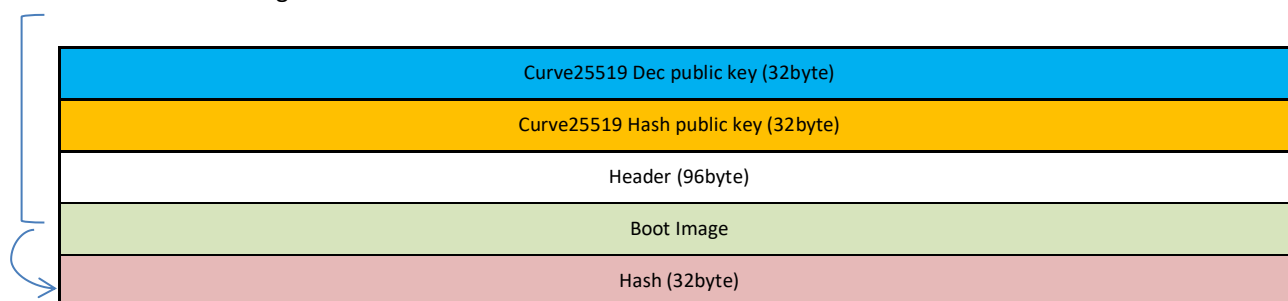 Curve25519 Dec public key (32byte)
Curve25519 Hash public key (32byte)
Header (96byte)
Boot Image
Hash (32byte)